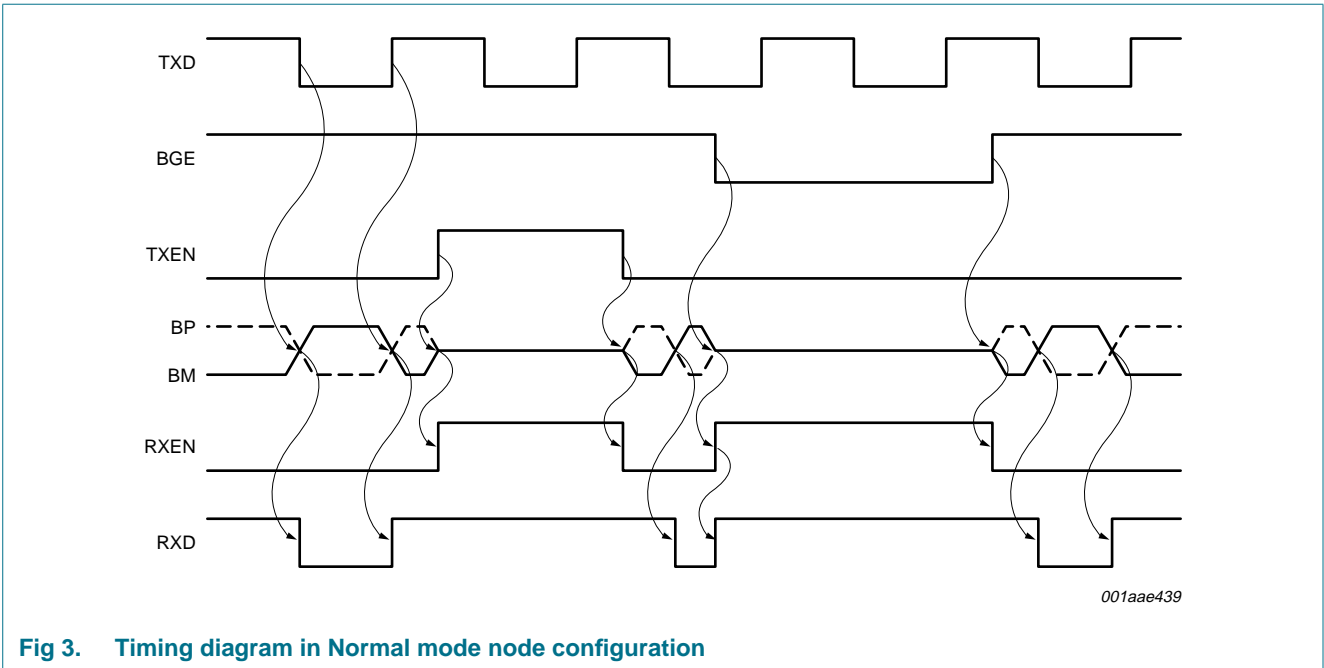 TXD
BGE
TXEN
BP
BM
RXEN
RXD
001aae439
Fig 3. Timing diagram in Normal mode node configuration